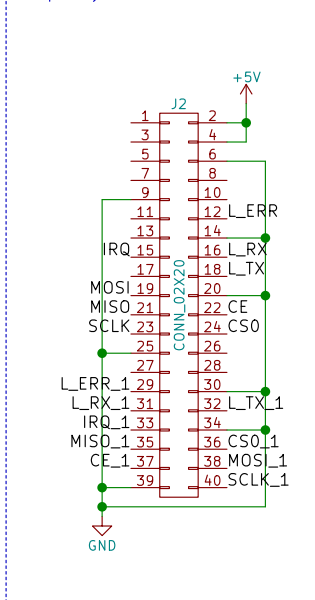 +5V
J2
1 2
3 4
5 6
7 8
9 10
11 12 L_ERR
13 14
IRQ 15 16 L_RX
17 18 L_TX
MOSI 19 20
MISO 21 22 CE
SCLK 23 24 CS0
25 26
27 28
L_ERR_1 29 30
L_RX_1 31 32 L_TX_1
IRQ_1 33 34
MISO_1 35 36 CS0_1
CE_1 37 38 MOSI_1
39 40 SCLK_1
CONN_02X20
GND